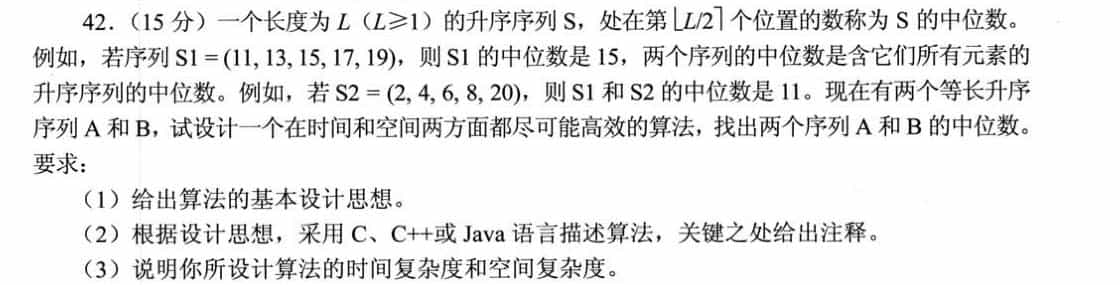 42.（15 分）一个长度为 L（L≥1）的升序序列 S，处在第⌊L/2⌉个位置的数称为 S 的中位数。
例如，若序列 S1 = (11, 13, 15, 17, 19)，则 S1 的中位数是 15，两个序列的中位数是含它们所有元素的
升序序列的中位数。例如，若 S2 = (2, 4, 6, 8, 20)，则 S1 和 S2 的中位数是 11。现在有两个等长升序
序列 A 和 B，试设计一个在时间和空间两方面都尽可能高效的算法，找出两个序列 A 和 B 的中位数。
要求：
（1）给出算法的基本设计思想。
（2）根据设计思想，采用 C、C++或 Java 语言描述算法，关键之处给出注释。
（3）说明你所设计算法的时间复杂度和空间复杂度。